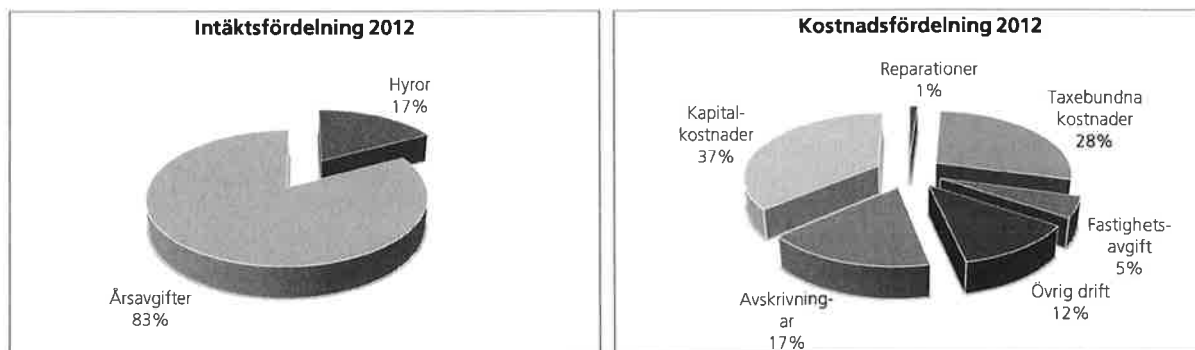 Intäktsfördelning 2012
Hyror
17%
Årsavgifter
83%
Kostnadsfördelning 2012
Reparationer
1%
Taxebundna
kostnader
28%
Fastighets-
avgift
5%
Övrig drift
12%
Avskrivning-
ar
17%
Kapital-
kostnader
37%